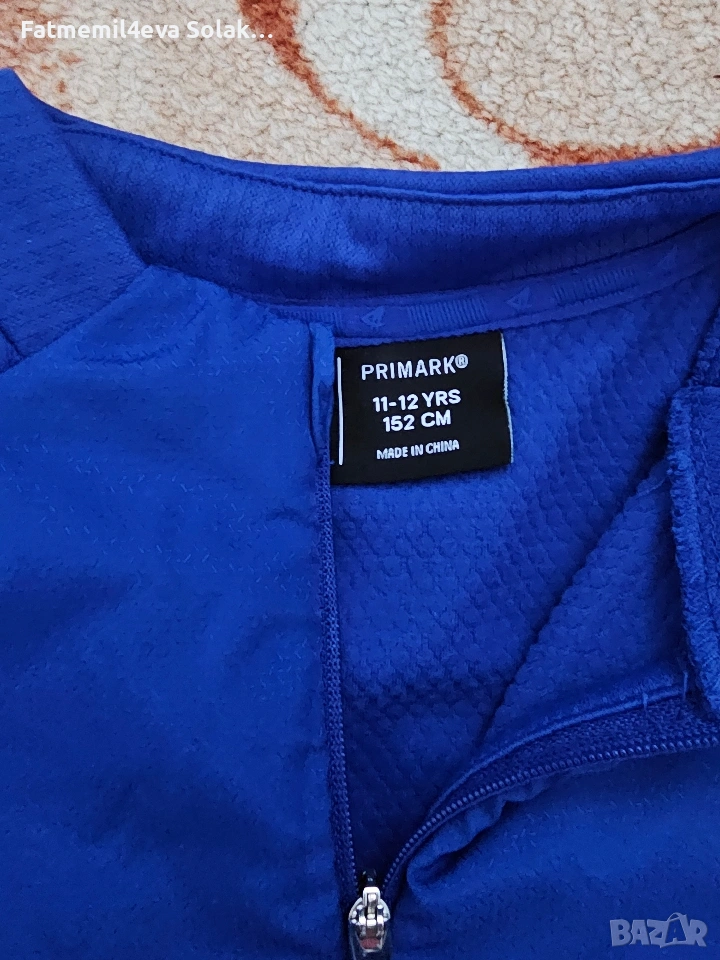 Fatmemil4eva Solak...
PRIMARK®
11-12 YRS
152 CM
MADE IN CHINA
BAZAR